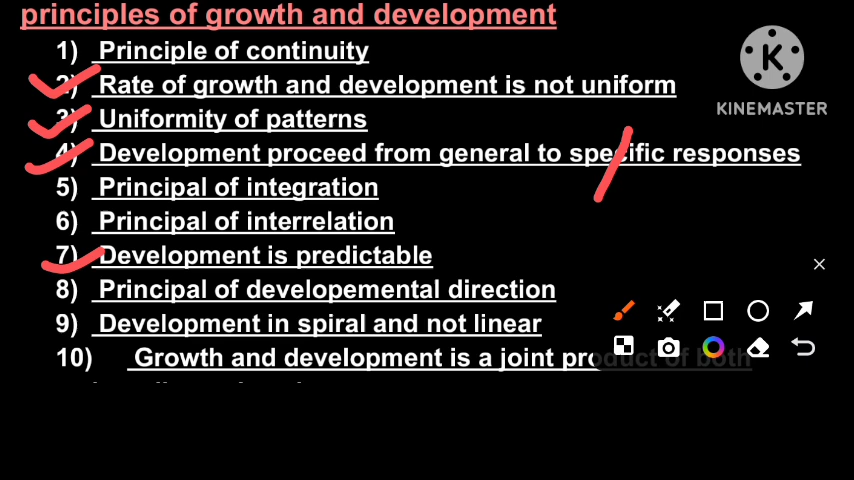 principles of growth and development
1) Principle of continuity
2) Rate of growth and development is not uniform
3) Uniformity of patterns
4) Development proceed from general to specific responses
5) Principal of integration
6) Principal of interrelation
7) Development is predictable
8) Principal of developemental direction
9) Development in spiral and not linear
10) Growth and development is a joint product of both
K
KINEMASTER